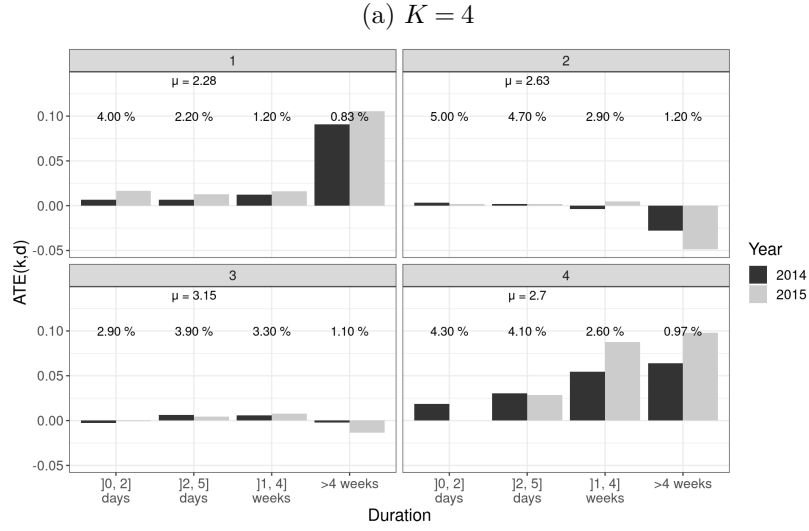 (a) K = 4
1
2
μ = 2.28
μ = 2.63
4.00 %
2.20 %
1.20 %
0.83 %
5.00 %
4.70 %
2.90 %
1.20 %
0.10
0.05
0.00
-0.05
3
4
μ = 3.15
μ = 2.7
2.90 %
3.90 %
3.30 %
1.10 %
4.30 %
4.10 %
2.60 %
0.97 %
0.10
0.05
0.00
-0.05
ATE(k,d)
]0, 2]
days
]2, 5]
days
]1, 4]
weeks
>4 weeks
]0, 2]
days
]2, 5]
days
]1, 4]
weeks
>4 weeks
Duration
Year
2014
2015